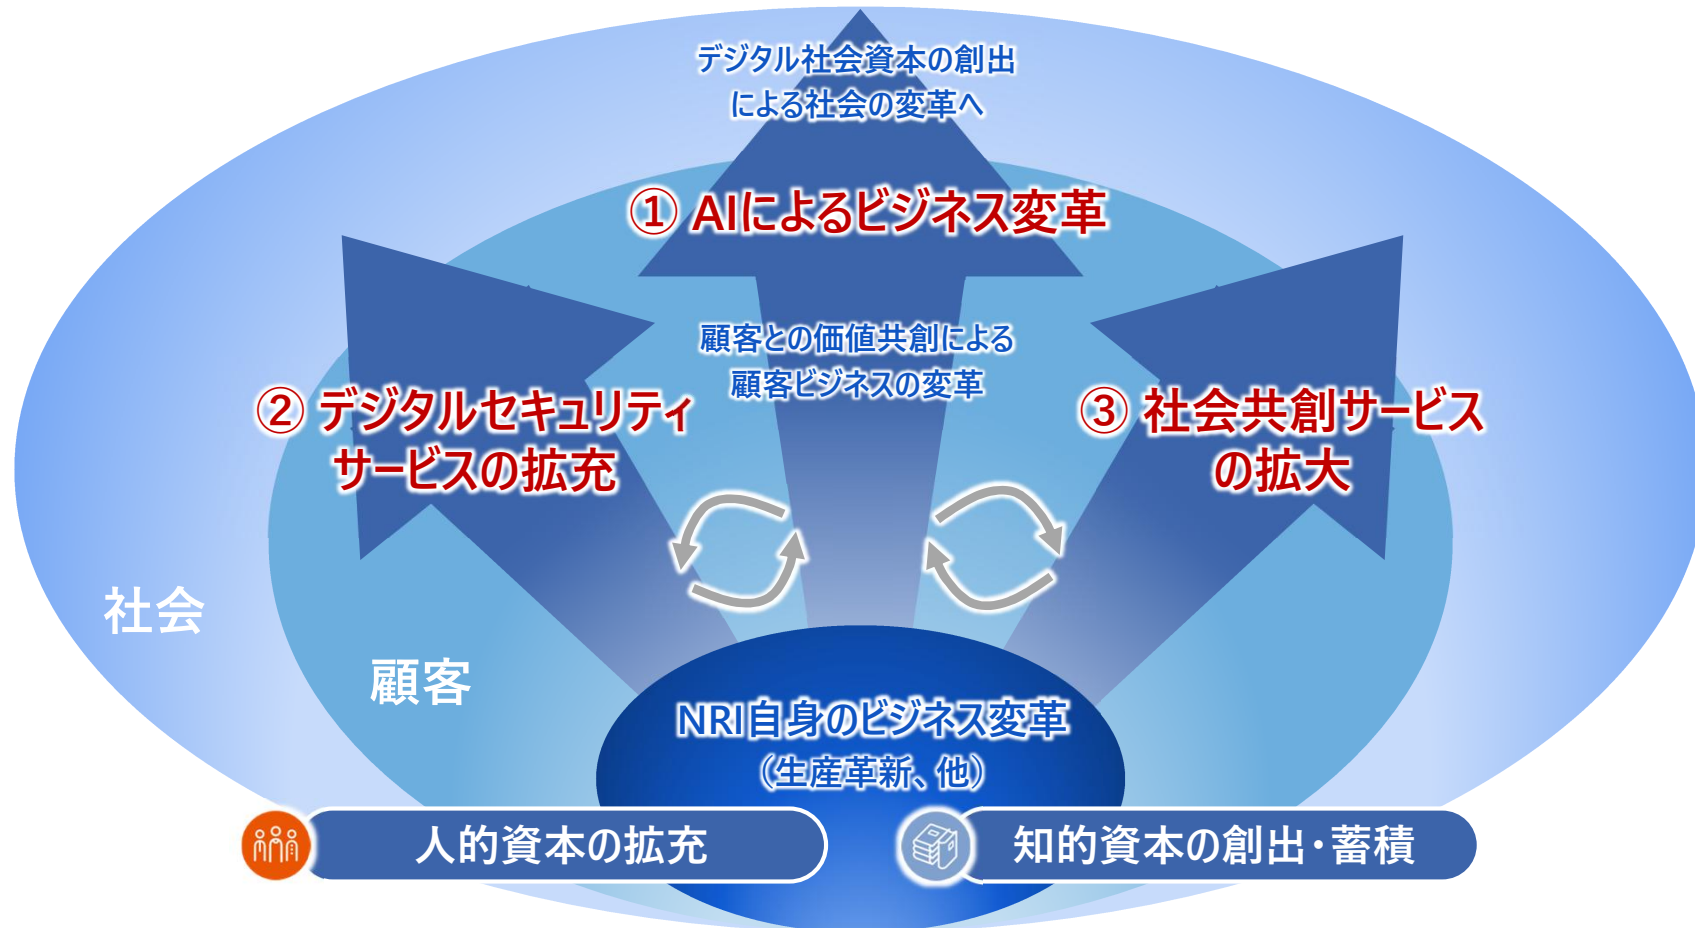 デジタル社会資本の創出
による社会の変革へ
① AIによるビジネス変革
顧客との価値共創による
顧客ビジネスの変革
② デジタルセキュリティ
サービスの拡充
③ 社会共創サービス
の拡大
社会
顧客
NRI自身のビジネス変革
（生産革新、他）
人的資本の拡充
知的資本の創出・蓄積